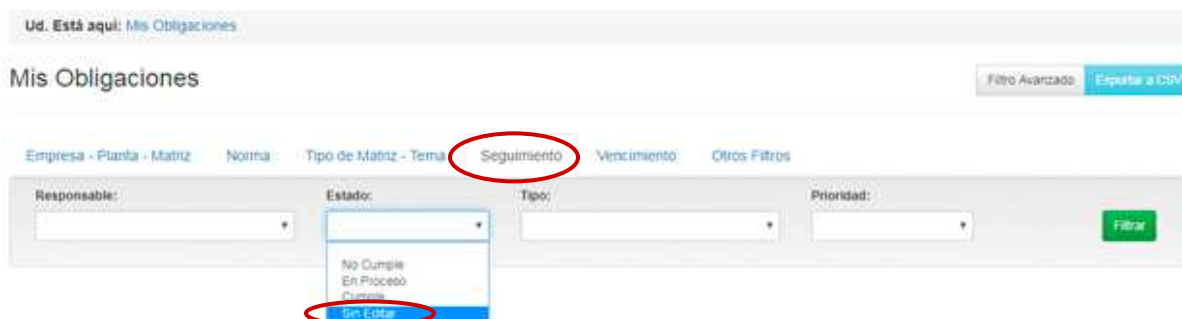 Ud. Está aquí: Mis Obligaciones
Mis Obligaciones
Filtro Avanzado Exportar a CSV
Empresa - Planta - Matriz Norma Tipo de Matriz - Tema Seguimiento Vencimiento Otros Filtros
Responsable: Estado: Tipo: Prioridad:
Filtrar
No Cumple
En Proceso
Cumple
Sin Editar